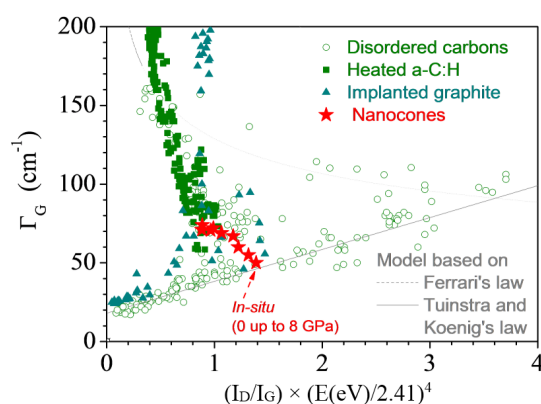 200
150
100
50
0
Γ_G (cm⁻¹)
Disordered carbons
Heated a-C:H
Implanted graphite
Nanocones
In-situ
(0 up to 8 GPa)
Model based on
Ferrari's law
Tuinstra and
Koenig's law
0 1 2 3 4
(I_D/I_G) × (E(eV)/2.41)⁴